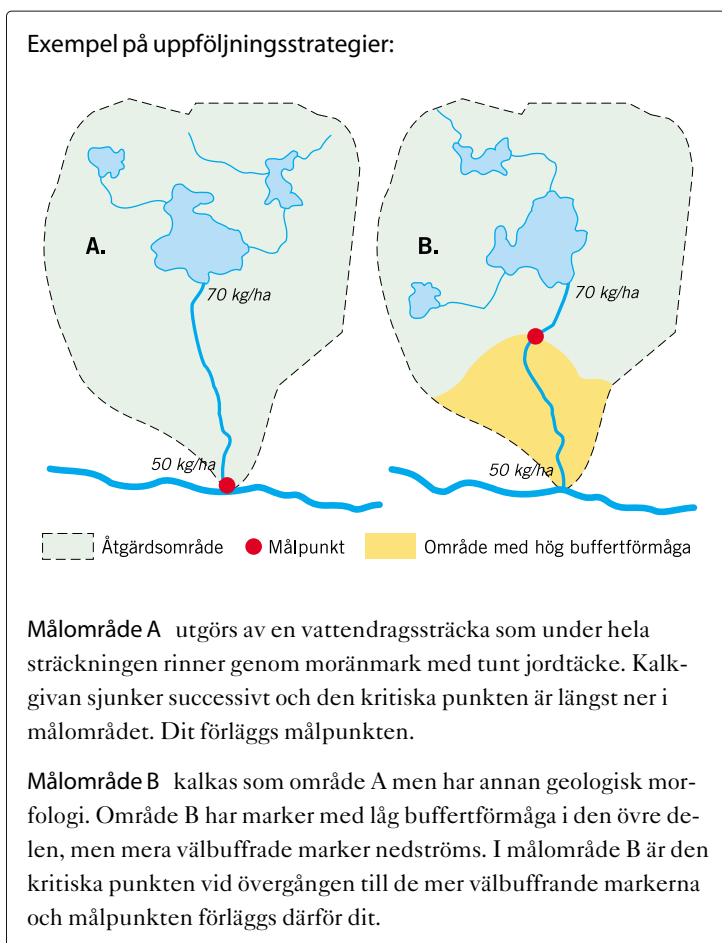 Exempel på uppföljningsstrategier:
A.
70 kg/ha
50 kg/ha
B.
70 kg/ha
50 kg/ha
Åtgärdsområde
Målpunkt
Område med hög buffertförmåga
Målområde A utgörs av en vattendragssträcka som under hela
sträckningen rinner genom moränmark med tunt jordtäcke. Kalk-
givan sjunker successivt och den kritiska punkten är längst ner i
målområdet. Dit förläggs målpunkten.
Målområde B kalkas som område A men har annan geologisk mor-
fologi. Område B har marker med låg buffertförmåga i den övre de-
len, men mera välbuffrade marker nedströms. I målområde B är den
kritiska punkten vid övergången till de mer välbuffrande markerna
och målpunkten förläggs därför dit.